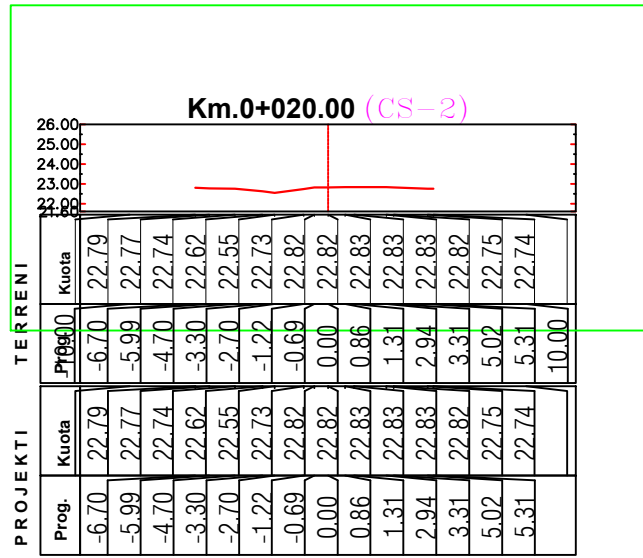 Km.0+020.00 (CS-2)
26.00
25.00
24.00
23.00
22.00
21.60
TERRENI
Kuota 22.79 22.77 22.74 22.62 22.55 22.73 22.82 22.82 22.83 22.83 22.83 22.82 22.75 22.74
Prog. -10.00 -6.70 -5.99 -4.70 -3.30 -2.70 -1.22 -0.69 0.00 0.86 1.31 2.94 3.31 5.02 5.31 10.00
PROJEKTI
Kuota 22.79 22.77 22.74 22.62 22.55 22.73 22.82 22.82 22.83 22.83 22.83 22.82 22.75 22.74
Prog. -6.70 -5.99 -4.70 -3.30 -2.70 -1.22 -0.69 0.00 0.86 1.31 2.94 3.31 5.02 5.31